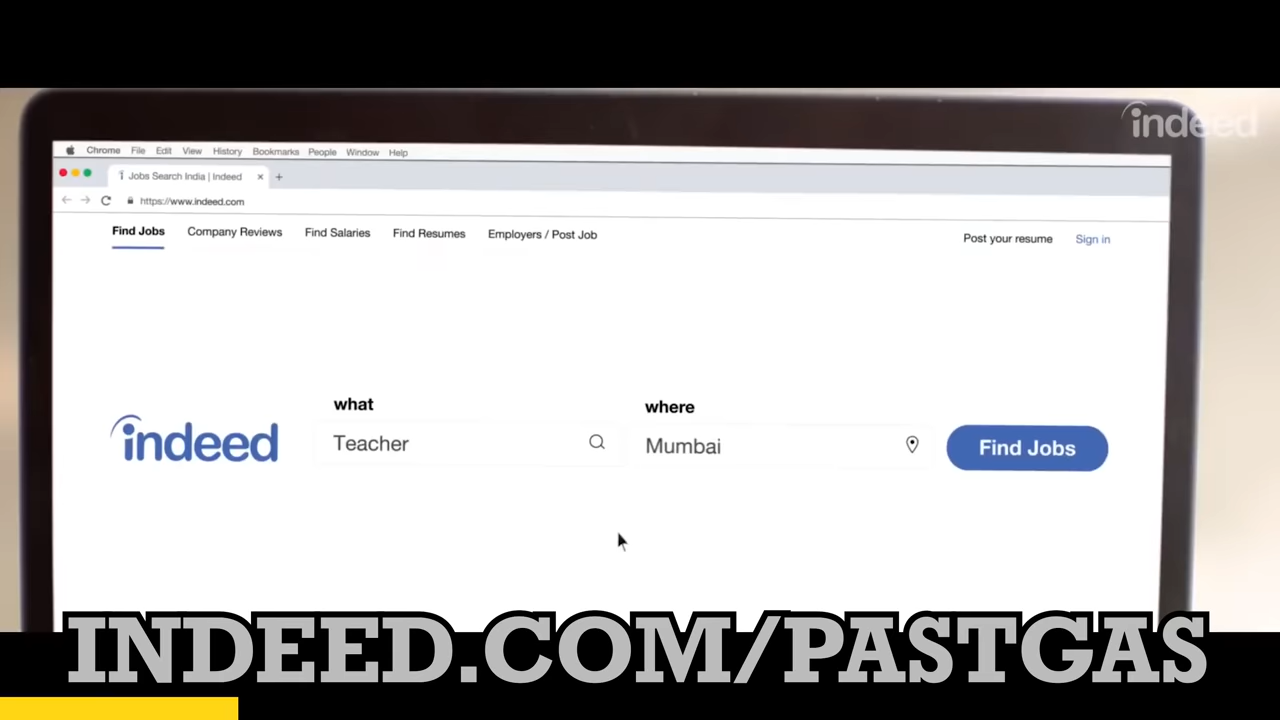 indeed
Chrome File Edit View History Bookmarks People Window Help
Jobs Search India | Indeed
https://www.indeed.com
Find Jobs Company Reviews Find Salaries Find Resumes Employers / Post Job Post your resume Sign in
what where
indeed Teacher Mumbai Find Jobs
INDEED.COM/PASTGAS